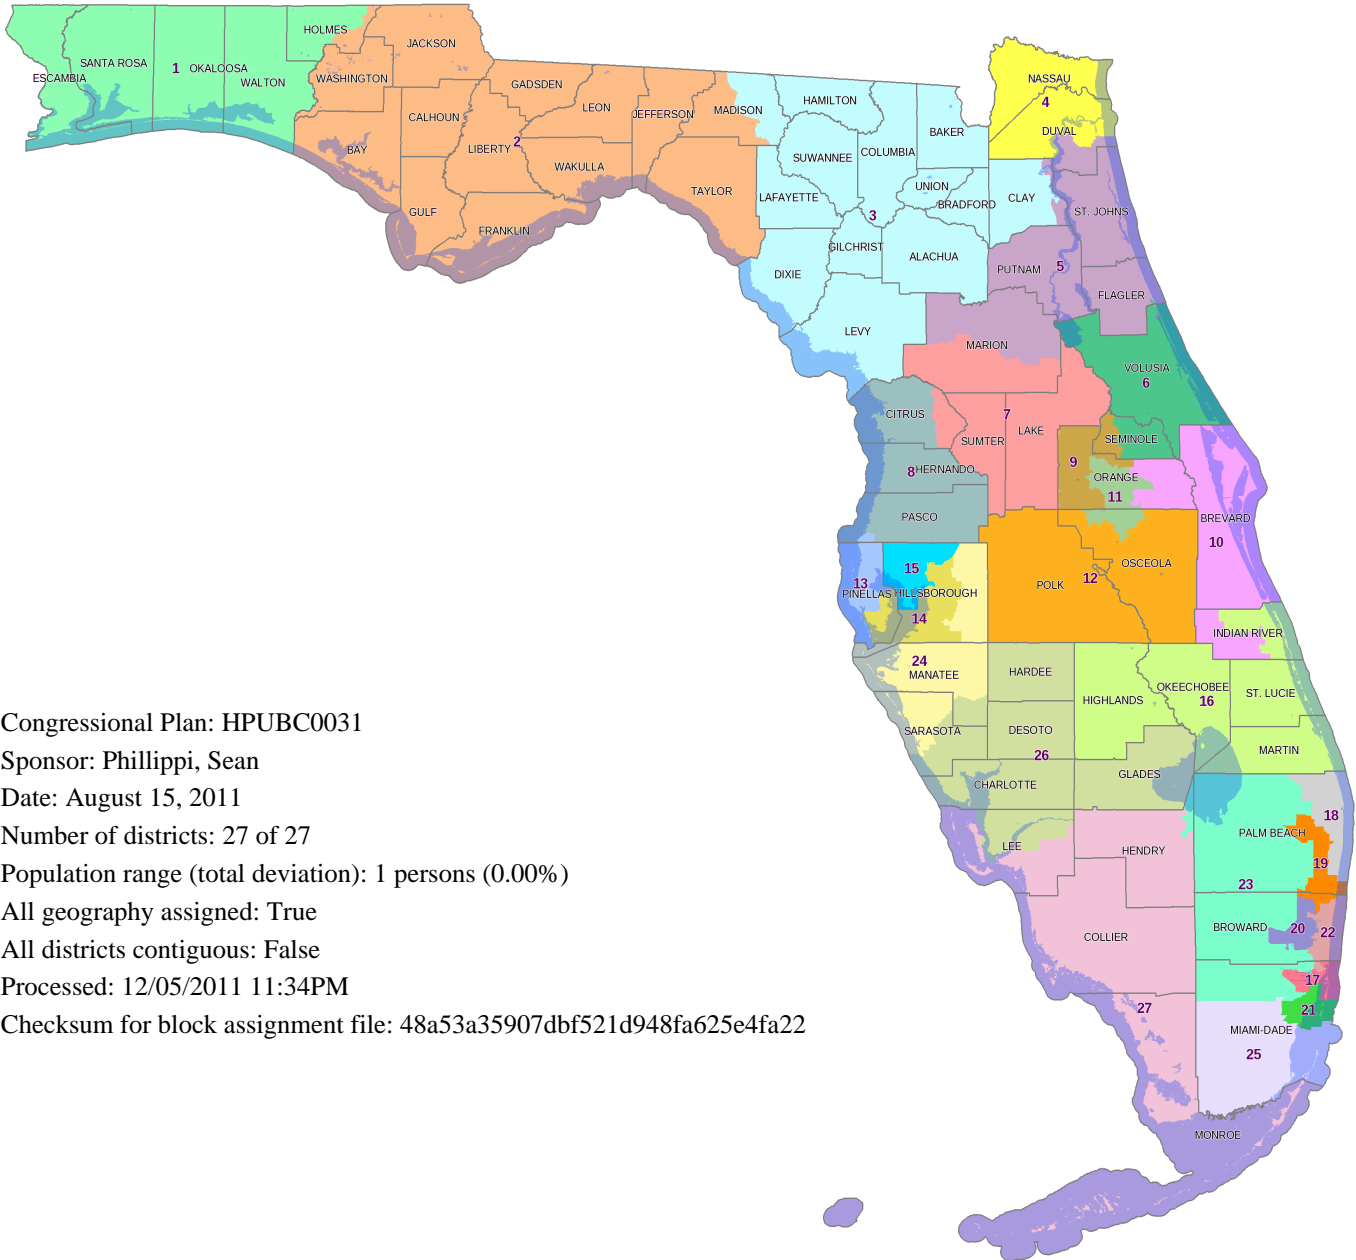 HOLMES
JACKSON
SANTA ROSA
1
OKALOOSA
ESCAMBIA
WALTON
WASHINGTON
GADSDEN
LEON
JEFFERSON
MADISON
HAMILTON
NASSAU
4
DUVAL
CALHOUN
BAY
LIBERTY
2
WAKULLA
SUWANNEE
COLUMBIA
BAKER
TAYLOR
LAFAYETTE
UNION
BRADFORD
CLAY
ST. JOHNS
GULF
FRANKLIN
3
GILCHRIST
ALACHUA
DIXIE
PUTNAM
5
FLAGLER
LEVY
MARION
VOLUSIA
6
CITRUS
7
SUMTER
LAKE
SEMINOLE
8
HERNANDO
9
ORANGE
11
PASCO
BREVARD
10
15
13
PINELLAS
HILLSBOROUGH
14
POLK
12
OSCEOLA
INDIAN RIVER
24
MANATEE
HARDEE
HIGHLANDS
OKEECHOBEE
16
ST. LUCIE
SARASOTA
DESOTO
26
MARTIN
CHARLOTTE
GLADES
PALM BEACH
18
LEE
HENDRY
19
23
COLLIER
BROWARD
20
22
17
27
21
MIAMI-DADE
25
MONROE
Congressional Plan: HPUBC0031
Sponsor: Phillippi, Sean
Date: August 15, 2011
Number of districts: 27 of 27
Population range (total deviation): 1 persons (0.00%)
All geography assigned: True
All districts contiguous: False
Processed: 12/05/2011 11:34PM
Checksum for block assignment file: 48a53a35907dbf521d948fa625e4fa22